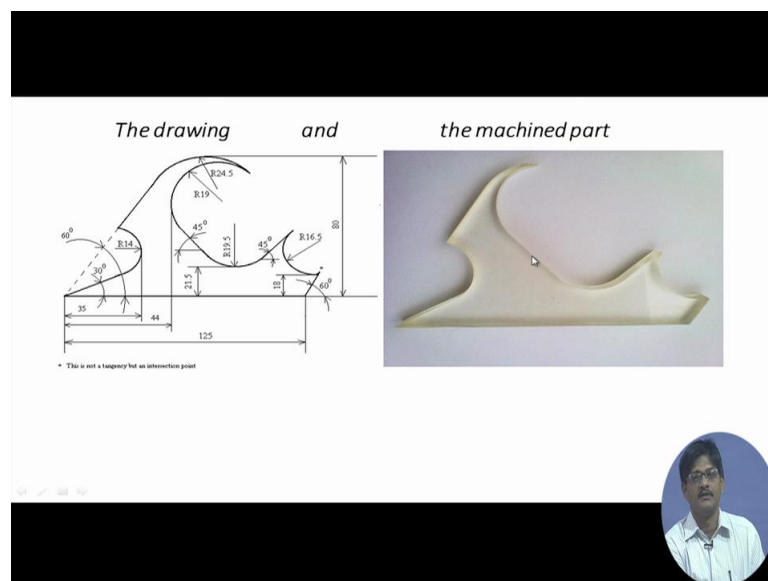 The drawing and the machined part
R24.5
R19
60°
R14
45°
R19.5
45°
R16.5
80
30°
21.5
18
60°
35
44
125
* This is not a tangency but an intersection point